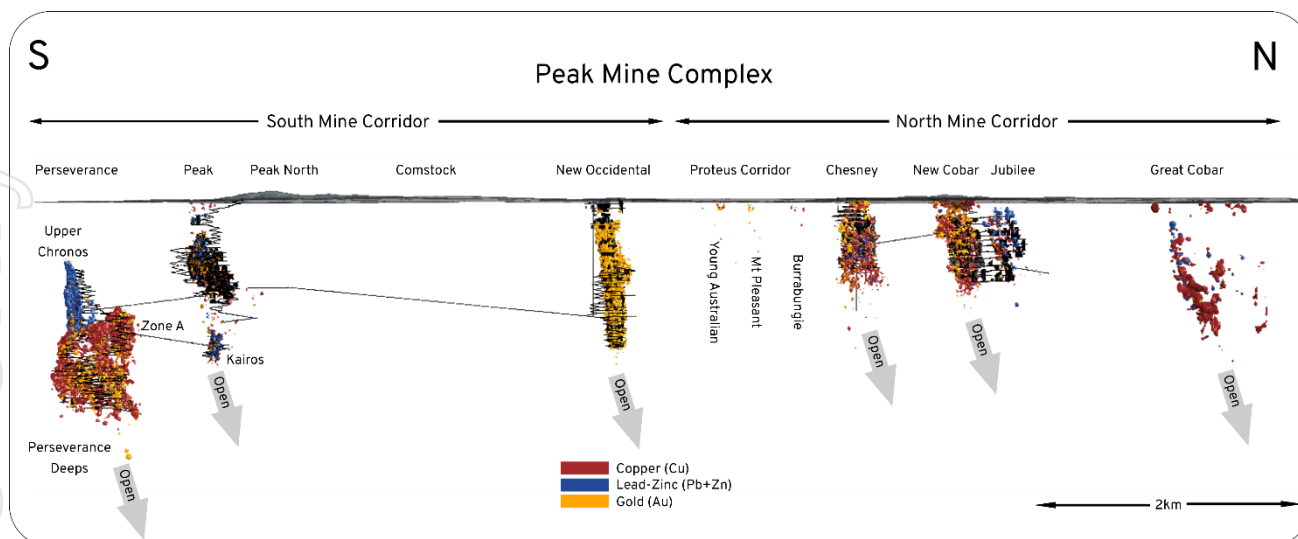 S
N
Peak Mine Complex
South Mine Corridor
North Mine Corridor
Perseverance
Peak
Peak North
Comstock
New Occidental
Proteus Corridor
Chesney
New Cobar
Jubilee
Great Cobar
Upper
Chronos
Zone A
Kairos
Young Australian
Mt Pleasant
Burrabungie
Perseverance
Deeps
Open
Open
Open
Open
Open
Open
Copper (Cu)
Lead-Zinc (Pb+Zn)
Gold (Au)
2km